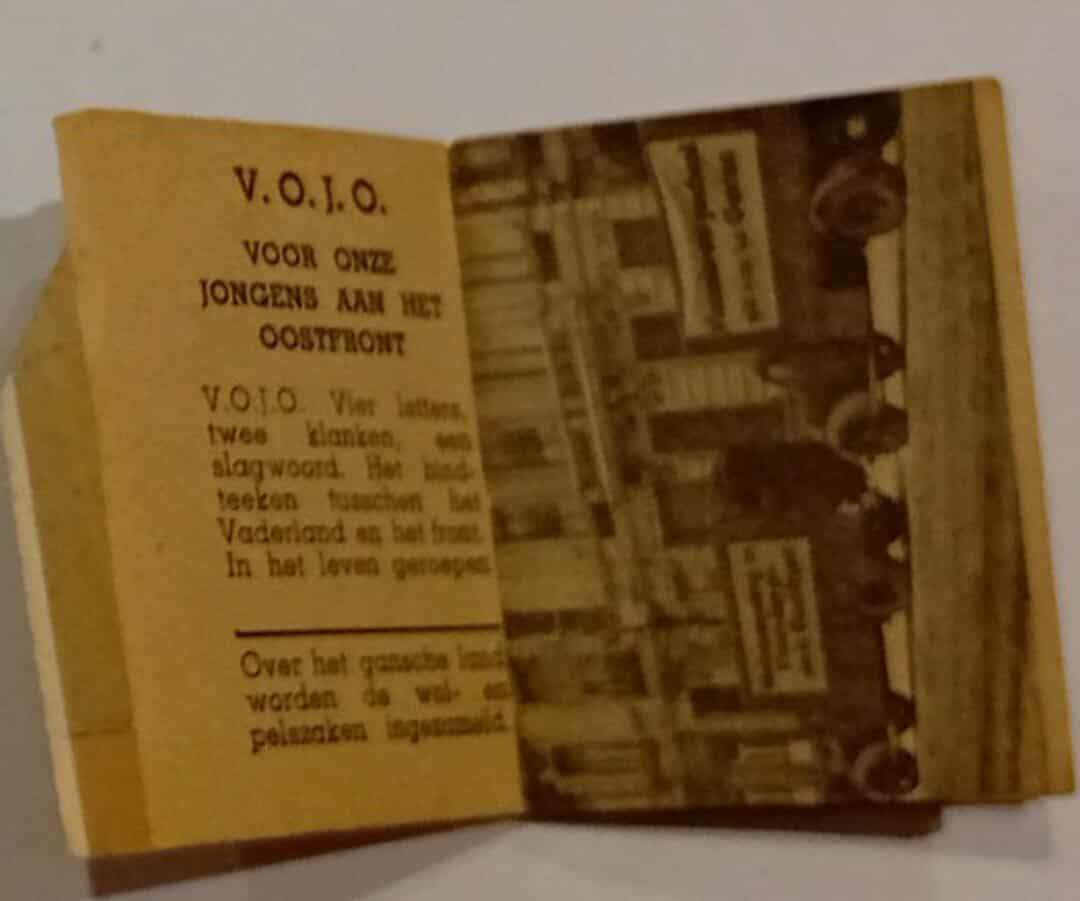 V.O.J.O.
VOOR ONZE
JONGENS AAN HET
OOSTFRONT
V.O.J.O. Vier letters,
twee klanken, een
slagwoord. Het bind-
teeken tusschen het
Vaderland en het front.
In het leven geroepen
Over het gansche land
worden de wol- en
pelszaken ingezameld.